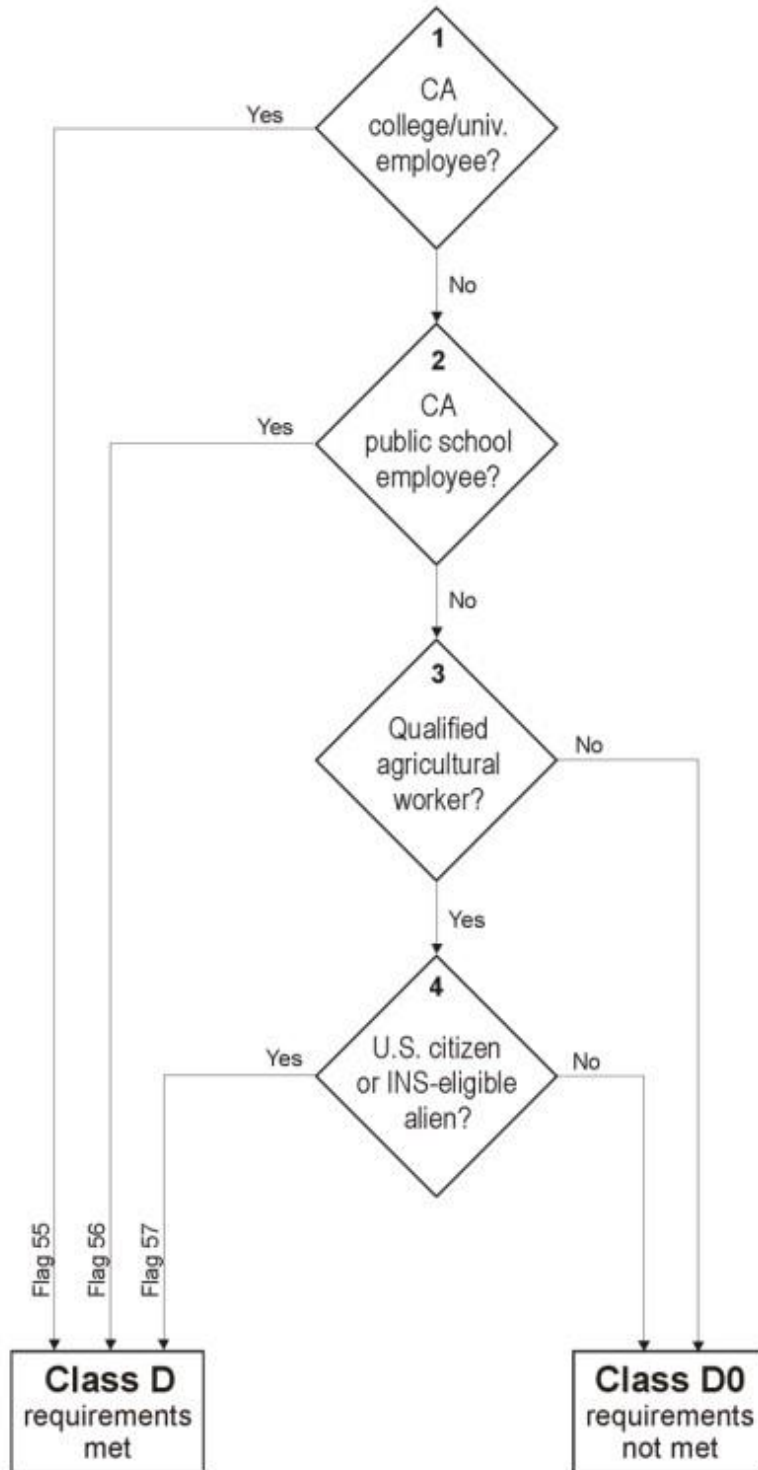 1
CA
college/univ.
employee?
Yes
No
2
CA
public school
employee?
Yes
No
3
Qualified
agricultural
worker?
No
Yes
4
U.S. citizen
or INS-eligible
alien?
Yes
No
Flag 55
Flag 56
Flag 57
Class D
requirements
met
Class D0
requirements
not met